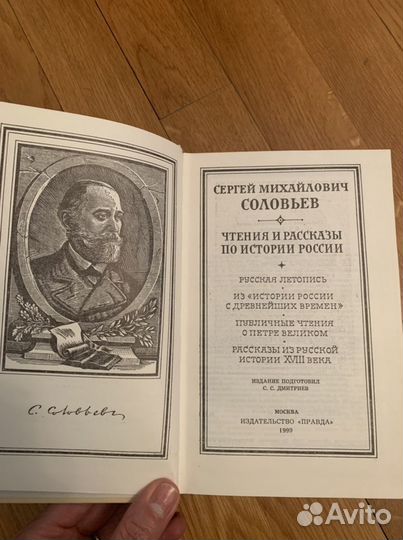 С. Соловьев
СЕРГЕЙ МИХАЙЛОВИЧ
СОЛОВЬЕВ
ЧТЕНИЯ И РАССКАЗЫ
ПО ИСТОРИИ РОССИИ
РУССКАЯ ЛЕТОПИСЬ
ИЗ «ИСТОРИИ РОССИИ
С ДРЕВНЕЙШИХ ВРЕМЕН»
ПУБЛИЧНЫЕ ЧТЕНИЯ
О ПЕТРЕ ВЕЛИКОМ
РАССКАЗЫ ИЗ РУССКОЙ
ИСТОРИИ XVIII ВЕКА
ИЗДАНИЕ ПОДГОТОВИЛ
С. С. ДМИТРИЕВ
МОСКВА
ИЗДАТЕЛЬСТВО «ПРАВДА»
1989
Avito